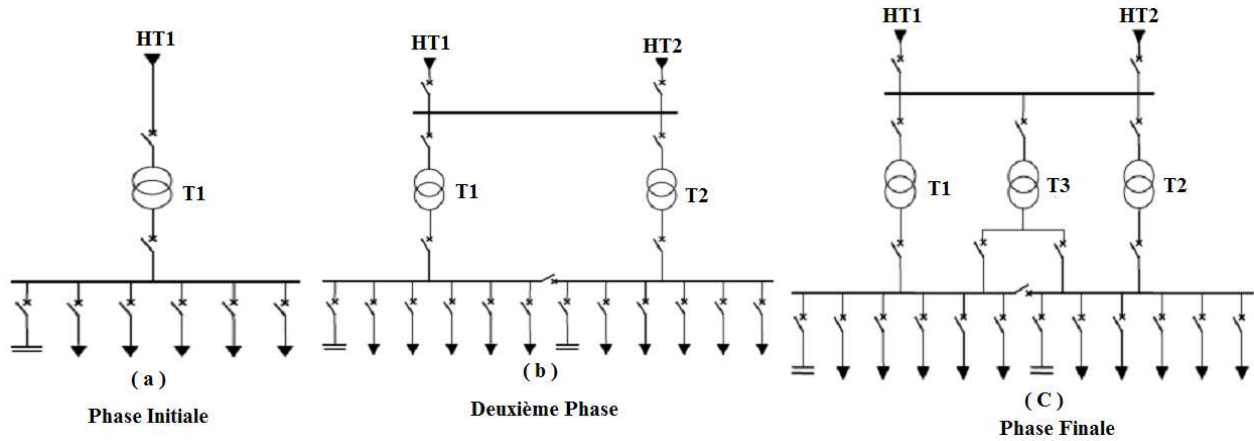 HT1
T1
( a )
Phase Initiale
HT1
HT2
T1
T2
( b )
Deuxième Phase
HT1
HT2
T1
T3
T2
( C )
Phase Finale